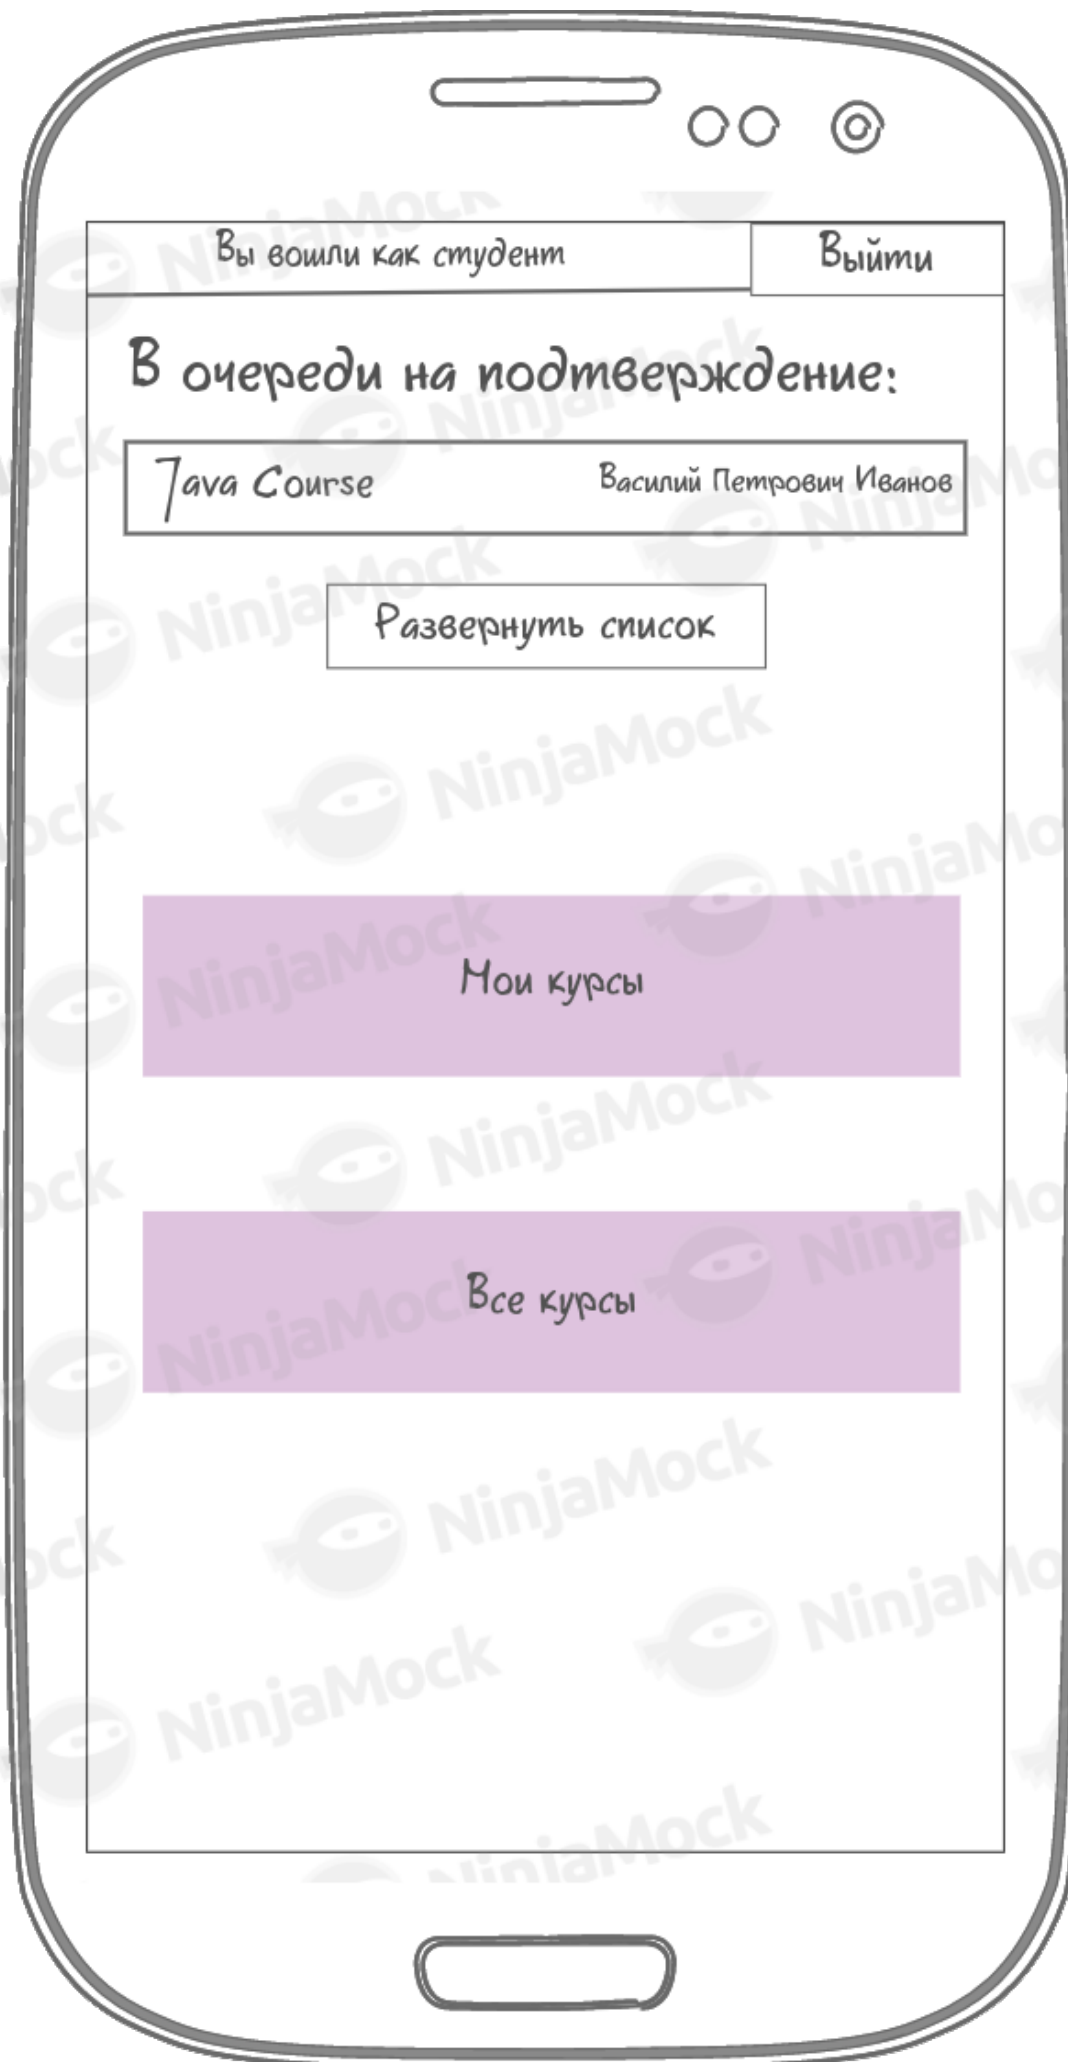 Вы вошли как студент
Выйти
В очереди на подтверждение:
Java Course
Василий Петрович Иванов
Развернуть список
Мои курсы
Все курсы
NinjaMock